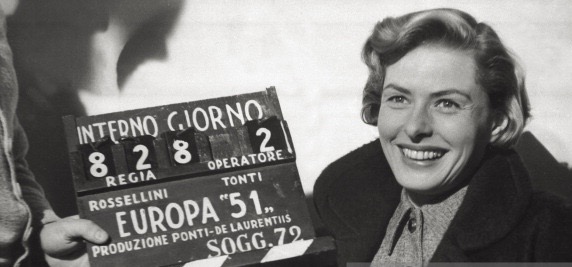 INTERNO GIORNO
8 2 8 2
REGIA OPERATORE
ROSSELLINI TONTI
EUROPA "51„
PRODUZIONE PONTI-DE LAURENTIIS
SOGG. 72